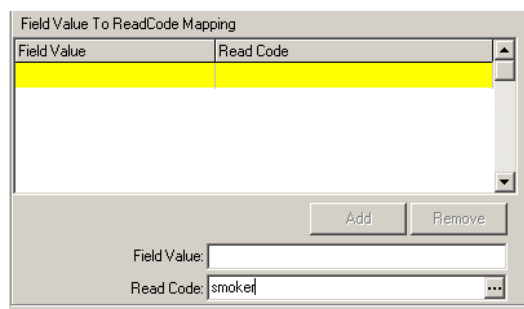 Field Value To ReadCode Mapping
Field Value Read Code
Add Remove
Field Value:
Read Code: smoker ...